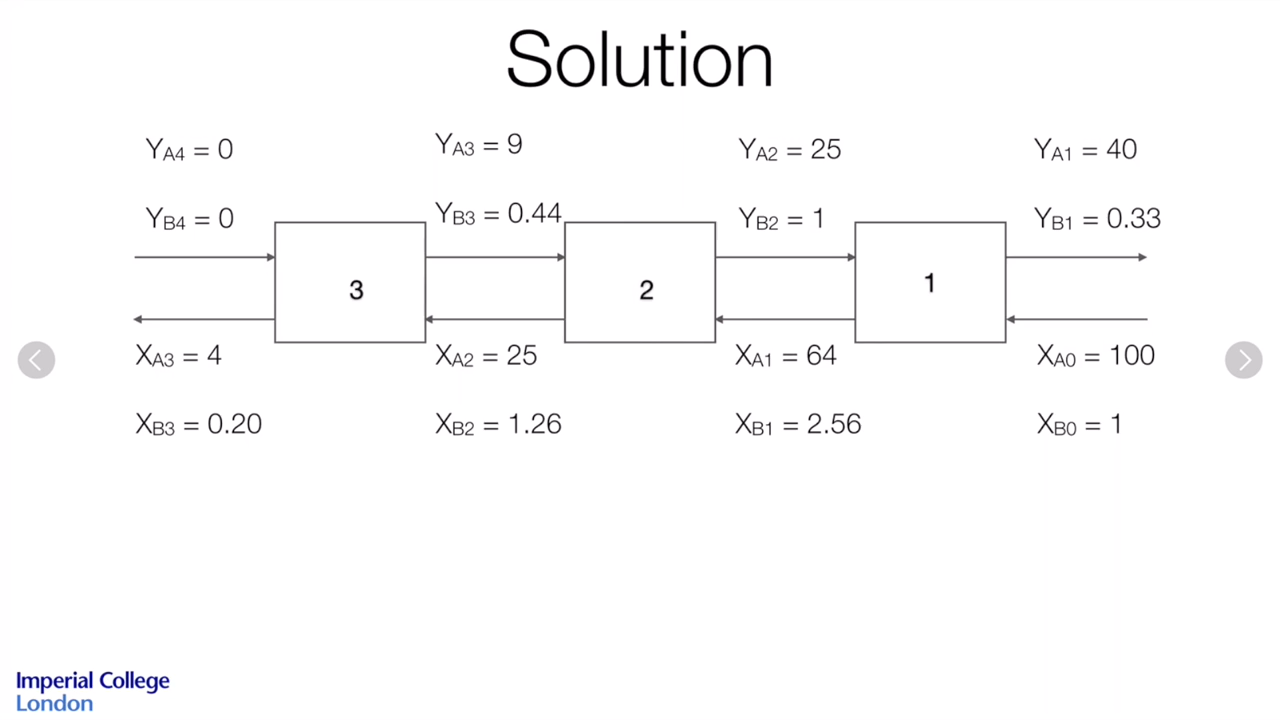 Solution
YA4 = 0
YA3 = 9
YA2 = 25
YA1 = 40
YB4 = 0
YB3 = 0.44
YB2 = 1
YB1 = 0.33
3
2
1
XA3 = 4
XA2 = 25
XA1 = 64
XA0 = 100
XB3 = 0.20
XB2 = 1.26
XB1 = 2.56
XB0 = 1
Imperial College
London